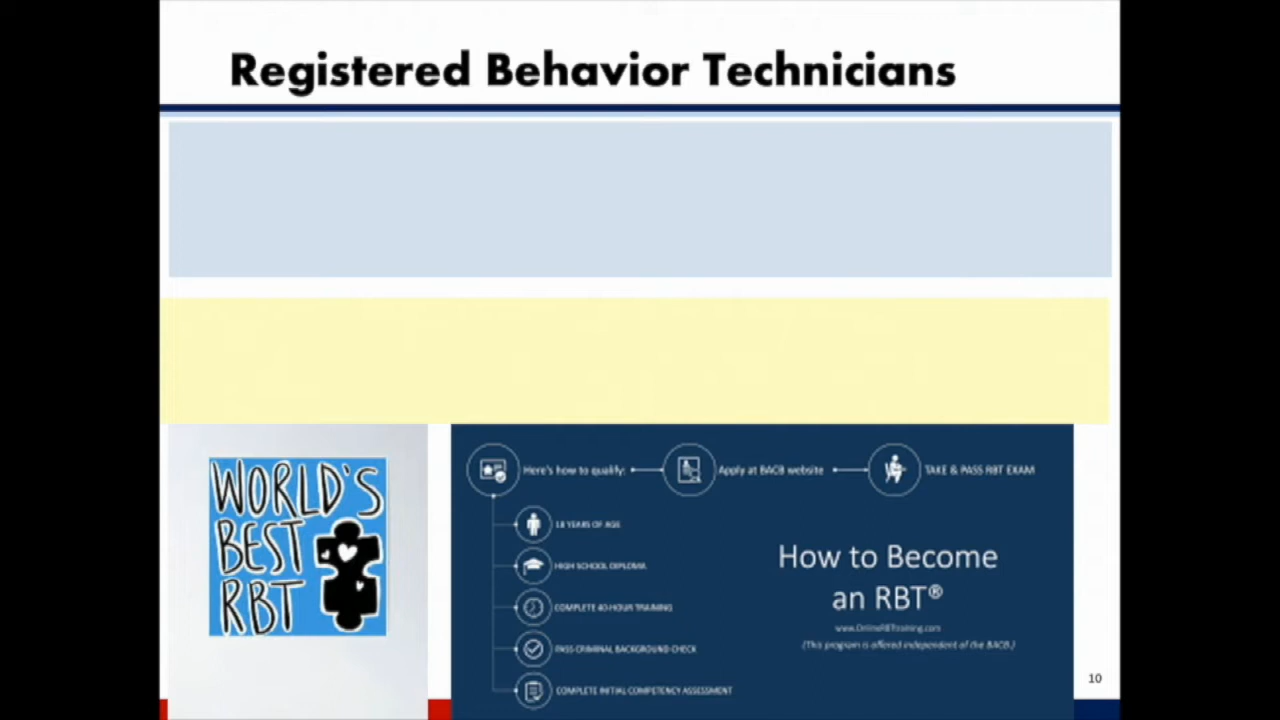 Registered Behavior Technicians
WORLD'S
BEST
RBT
Here's how to qualify:
Apply at BACB website
TAKE & PASS RBT EXAM
18 YEARS OF AGE
HIGH SCHOOL DIPLOMA
COMPLETE 40-HOUR TRAINING
PASS CRIMINAL BACKGROUND CHECK
COMPLETE INITIAL COMPETENCY ASSESSMENT
How to Become
an RBT®
www.OnlineRBTtraining.com
(This program is offered independent of the BACB.)
10